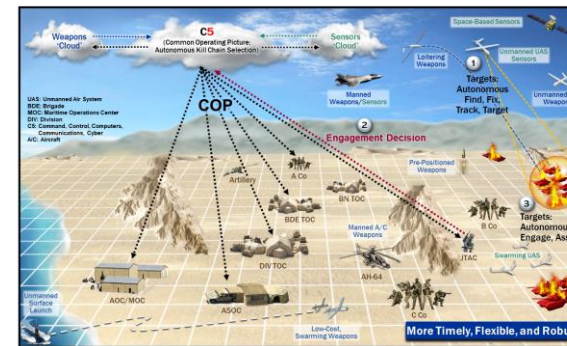 Weapons
'Cloud'
C5
(Common Operating Picture;
Autonomous Kill Chain Selection)
Sensors
'Cloud'
Space-Based Sensors
Loitering
Weapons
Unmanned UAS
Sensors
1
Targets:
Autonomous
Find, Fix,
Track, Target
Manned
Weapons/Sensors
UAS: Unmanned Air System
BDE: Brigade
MOC: Maritime Operations Center
DIV: Division
C5: Command, Control, Computers,
Communications, Cyber
A/C: Aircraft
COP
2
Engagement Decision
Artillery
A Co
Pre-Positioned
Weapons
BN TOC
BDE TOC
3
Targets:
B Co
Manned A/C
Weapons
JTAC
DIV TOC
AH-64
Swarming UAS
AOC/MOC
ASOC
C Co
Unmanned
Surface
Launch
Low-Cost,
Swarming Weapons
More Timely, Flexible, and